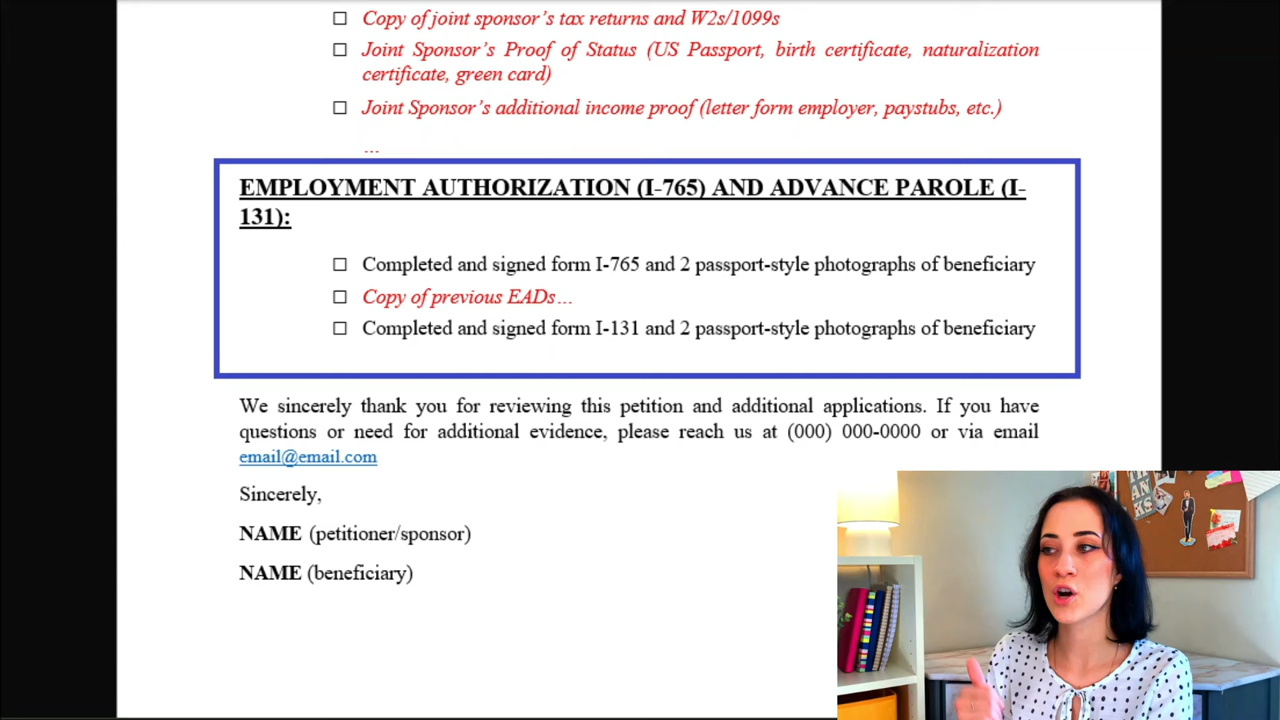 ☐ Copy of joint sponsor’s tax returns and W2s/1099s
☐ Joint Sponsor’s Proof of Status (US Passport, birth certificate, naturalization
certificate, green card)
☐ Joint Sponsor’s additional income proof (letter form employer, paystubs, etc.)
…
EMPLOYMENT AUTHORIZATION (I-765) AND ADVANCE PAROLE (I-
131):
☐ Completed and signed form I-765 and 2 passport-style photographs of beneficiary
☐ Copy of previous EADs…
☐ Completed and signed form I-131 and 2 passport-style photographs of beneficiary
We sincerely thank you for reviewing this petition and additional applications. If you have
questions or need for additional evidence, please reach us at (000) 000-0000 or via email
email@email.com
Sincerely,
NAME (petitioner/sponsor)
NAME (beneficiary)